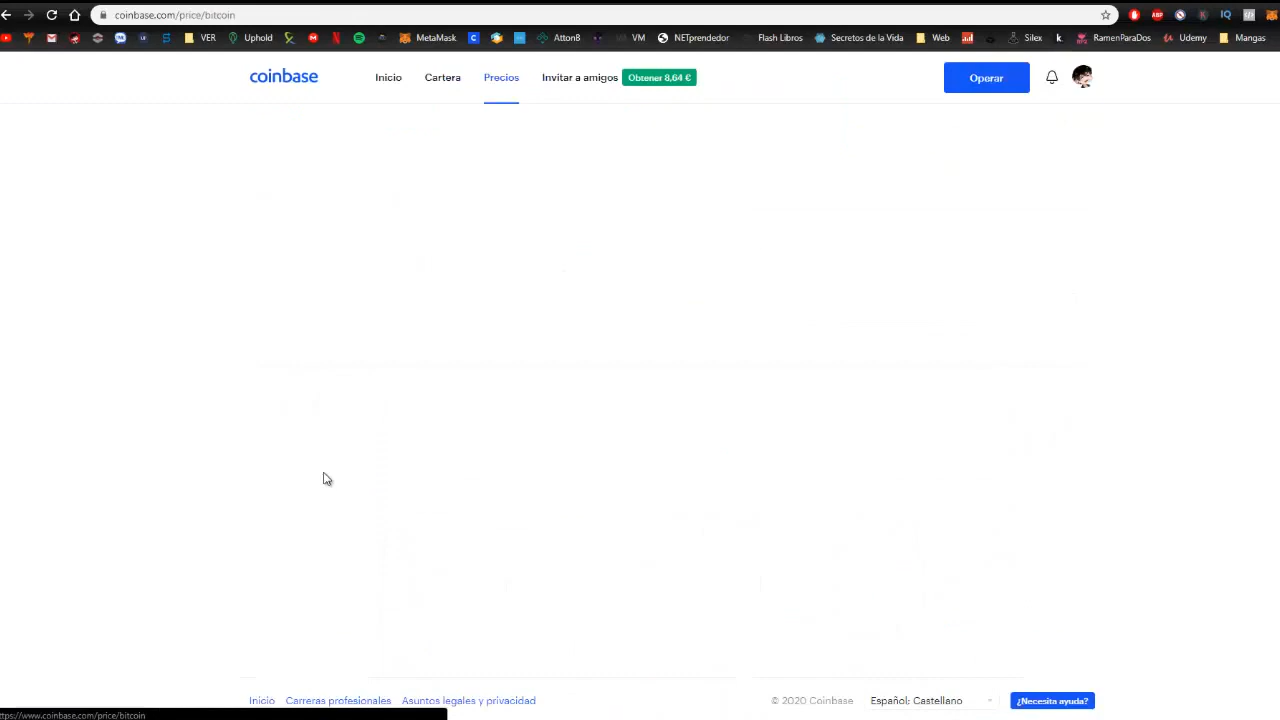 coinbase.com/price/bitcoin
VER Uphold MetaMask AttonB VM NETprendedor Flash Libros Secretos de la Vida Web Silex RamenParaDos Udemy Mangas
coinbase Inicio Cartera Precios Invitar a amigos Obtener 8,64 € Operar
Inicio Carreras profesionales Asuntos legales y privacidad © 2020 Coinbase Español; Castellano ¿Necesita ayuda?
ttps://www.coinbase.com/price/bitcoin